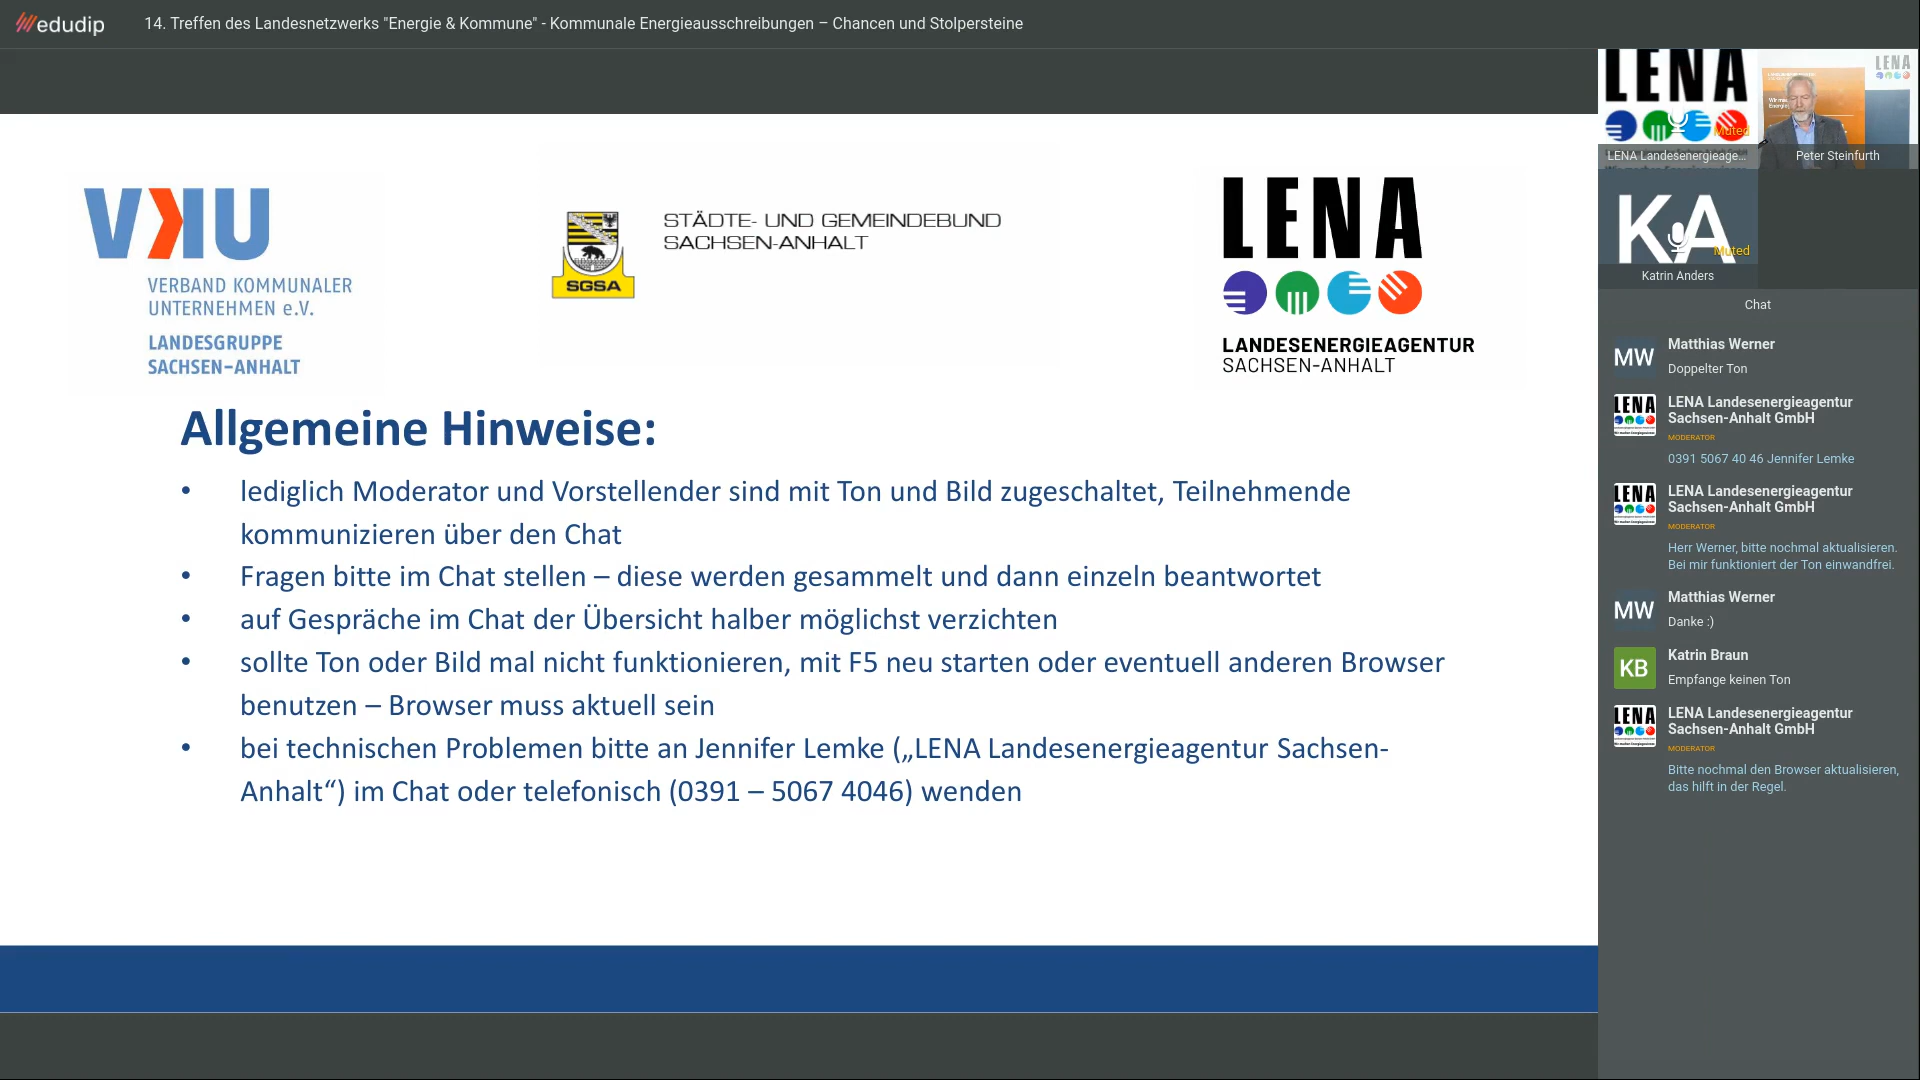 edudip
14. Treffen des Landesnetzwerks "Energie & Kommune" - Kommunale Energieausschreibungen – Chancen und Stolpersteine
VKU
VERBAND KOMMUNALER
UNTERNEHMEN e.V.
LANDESGRUPPE
SACHSEN-ANHALT
STÄDTE- UND GEMEINDEBUND
SACHSEN-ANHALT
SGSA
LENA
LANDESENERGIEAGENTUR
SACHSEN-ANHALT
Allgemeine Hinweise:
• lediglich Moderator und Vorstellender sind mit Ton und Bild zugeschaltet, Teilnehmende
kommunizieren über den Chat
• Fragen bitte im Chat stellen – diese werden gesammelt und dann einzeln beantwortet
• auf Gespräche im Chat der Übersicht halber möglichst verzichten
• sollte Ton oder Bild mal nicht funktionieren, mit F5 neu starten oder eventuell anderen Browser
benutzen – Browser muss aktuell sein
• bei technischen Problemen bitte an Jennifer Lemke („LENA Landesenergieagentur Sachsen-
Anhalt“) im Chat oder telefonisch (0391 – 5067 4046) wenden
LENA
Muted
LENA Landesenergieage...
LENA
Peter Steinfurth
KA
Muted
Katrin Anders
Chat
MW
Matthias Werner
Doppelter Ton
LENA
LENA Landesenergieagentur
Sachsen-Anhalt GmbH
MODERATOR
0391 5067 40 46 Jennifer Lemke
LENA
LENA Landesenergieagentur
Sachsen-Anhalt GmbH
MODERATOR
Herr Werner, bitte nochmal aktualisieren.
Bei mir funktioniert der Ton einwandfrei.
MW
Matthias Werner
Danke :)
KB
Katrin Braun
Empfange keinen Ton
LENA
LENA Landesenergieagentur
Sachsen-Anhalt GmbH
MODERATOR
Bitte nochmal den Browser aktualisieren,
das hilft in der Regel.